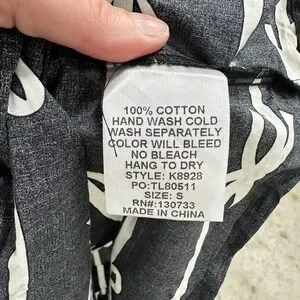 100% COTTON
HAND WASH COLD
WASH SEPARATELY
COLOR WILL BLEED
NO BLEACH
HANG TO DRY
STYLE: K8928
PO:TL80511
SIZE: S
RN#:130733
MADE IN CHINA